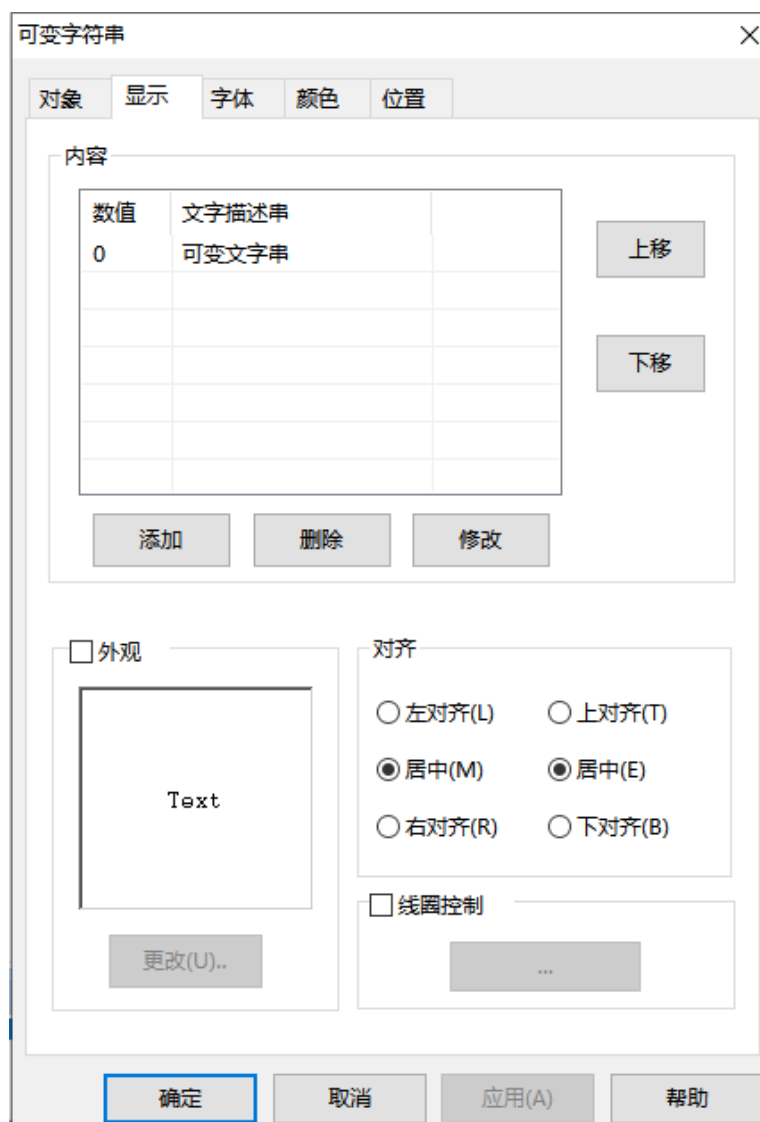 可变字符串
对象 显示 字体 颜色 位置
内容
数值 文字描述串
0 可变文字串
上移
下移
添加 删除 修改
外观
Text
更改(U)..
对齐
左对齐(L) 上对齐(T)
居中(M) 居中(E)
右对齐(R) 下对齐(B)
线圈控制
...
确定 取消 应用(A) 帮助